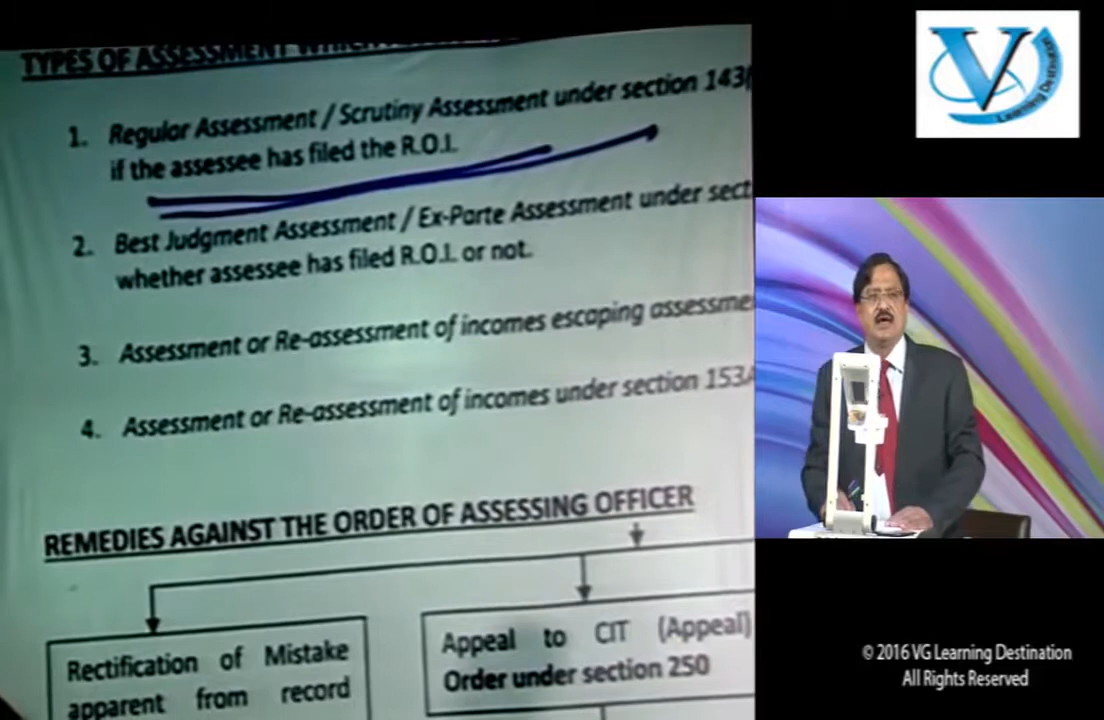 TYPES OF ASSESSMENT
1. Regular Assessment / Scrutiny Assessment under section 143
if the assessee has filed the R.O.I.
2. Best Judgment Assessment / Ex-Parte Assessment under sect
whether assessee has filed R.O.I. or not.
3. Assessment or Re-assessment of incomes escaping assessme
4. Assessment or Re-assessment of incomes under section 153A
REMEDIES AGAINST THE ORDER OF ASSESSING OFFICER
Rectification of Mistake
apparent from record
Appeal to CIT (Appeal)
Order under section 250
V
Learning Destination
© 2016 VG Learning Destination
All Rights Reserved